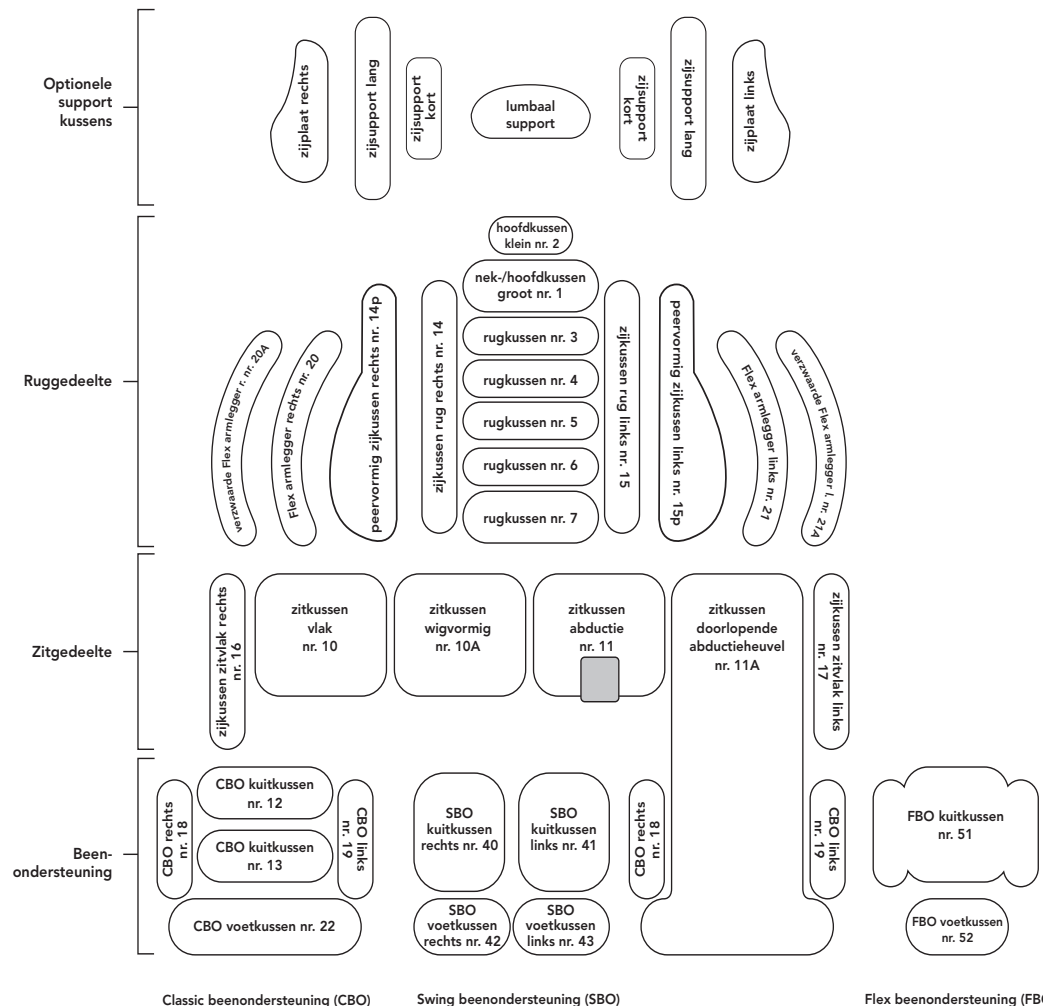 Optionele
support
kussens
zijplaat rechts
zijsupport lang
zijsupport
kort
lumbaal
support
zijsupport
kort
zijsupport lang
zijplaat links
Ruggedeelte
verzwaarde Flex armlegger r. nr. 20A
Flex armlegger rechts nr. 20
peervormig zijkussen rechts nr. 14p
zijkussen rug rechts nr. 14
hoofdkussen
klein nr. 2
nek-/hoofdkussen
groot nr. 1
rugkussen nr. 3
rugkussen nr. 4
rugkussen nr. 5
rugkussen nr. 6
rugkussen nr. 7
zijkussen rug links nr. 15
peervormig zijkussen links nr. 15p
Flex armlegger links nr. 21
verzwaarde Flex armlegger l. nr. 21A
Zitgedeelte
zijkussen zitvlak rechts
nr. 16
zitkussen
vlak
nr. 10
zitkussen
wigvormig
nr. 10A
zitkussen
abductie
nr. 11
zitkussen
doorlopende
abductieheuvel
nr. 11A
zijkussen zitvlak links
nr. 17
Been-
ondersteuning
CBO rechts
nr. 18
CBO kuitkussen
nr. 12
CBO kuitkussen
nr. 13
CBO links
nr. 19
CBO voetkussen nr. 22
SBO
kuitkussen
rechts nr. 40
SBO
kuitkussen
links nr. 41
SBO
voetkussen
rechts nr. 42
SBO
voetkussen
links nr. 43
CBO rechts
nr. 18
CBO links
nr. 19
FBO kuitkussen
nr. 51
FBO voetkussen
nr. 52
Classic beenondersteuning (CBO)
Swing beenondersteuning (SBO)
Flex beenondersteuning (FBO